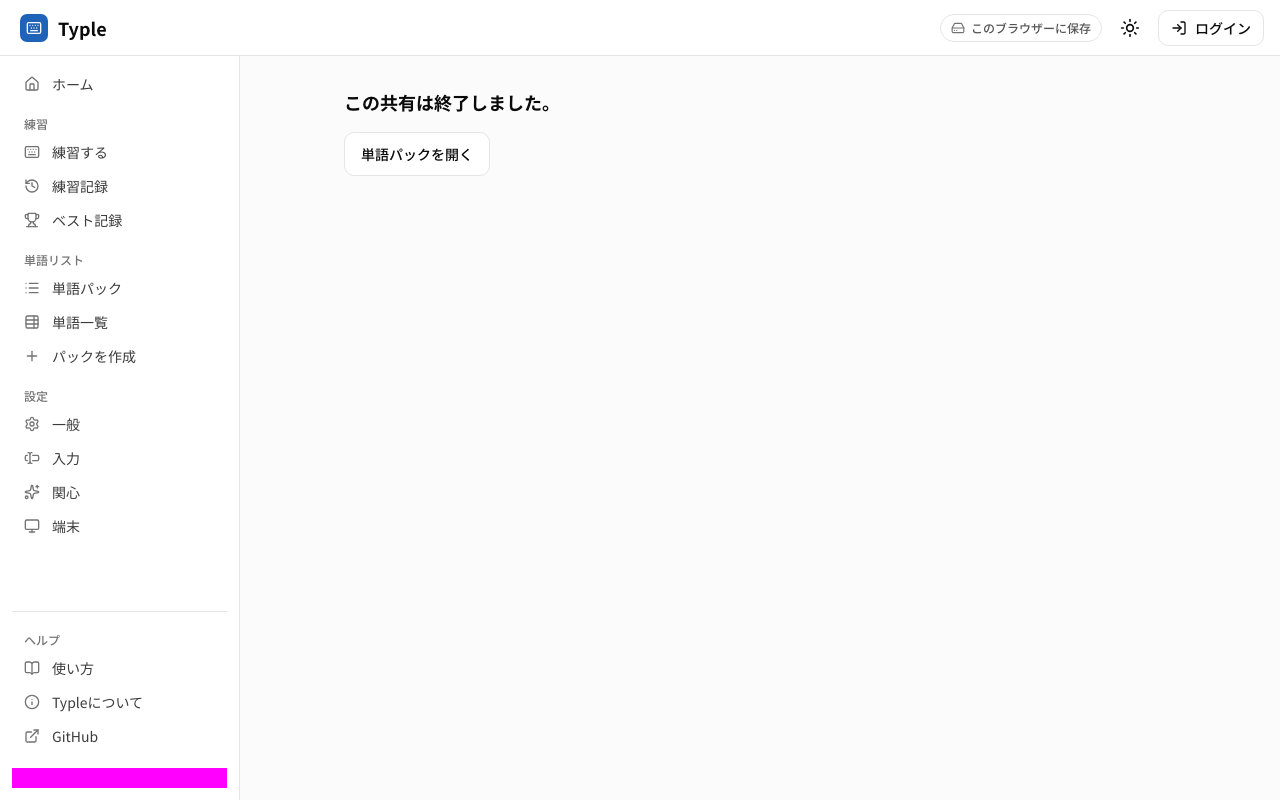 Typle
このブラウザーに保存
ログイン
ホーム
練習
練習する
練習記録
ベスト記録
単語リスト
単語パック
単語一覧
パックを作成
設定
一般
入力
関心
端末
ヘルプ
使い方
Typleについて
GitHub
この共有は終了しました。
単語パックを開く